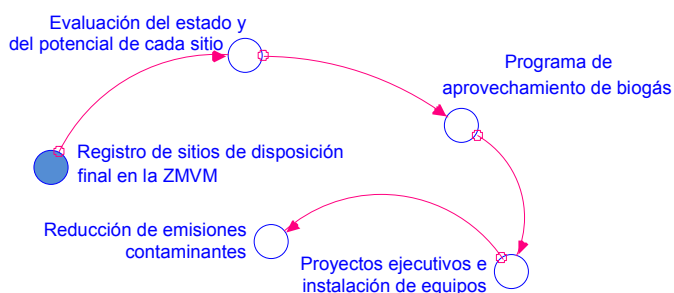 Evaluación del estado y
del potencial de cada sitio
Programa de
aprovechamiento de biogás
Registro de sitios de disposición
final en la ZMVM
Reducción de emisiones
contaminantes
Proyectos ejecutivos e
instalación de equipos